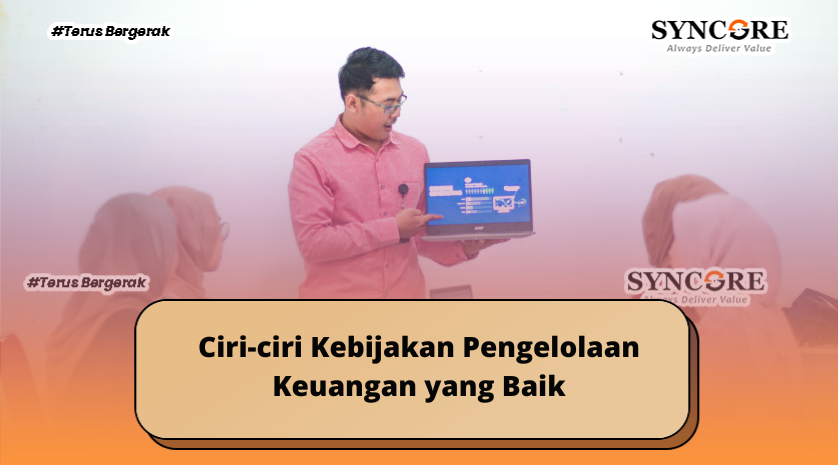 #Terus Bergerak
SYNCORE
Always Deliver Value
#Terus Bergerak
SYNCORE
Always Deliver Value
Ciri-ciri Kebijakan Pengelolaan
Keuangan yang Baik